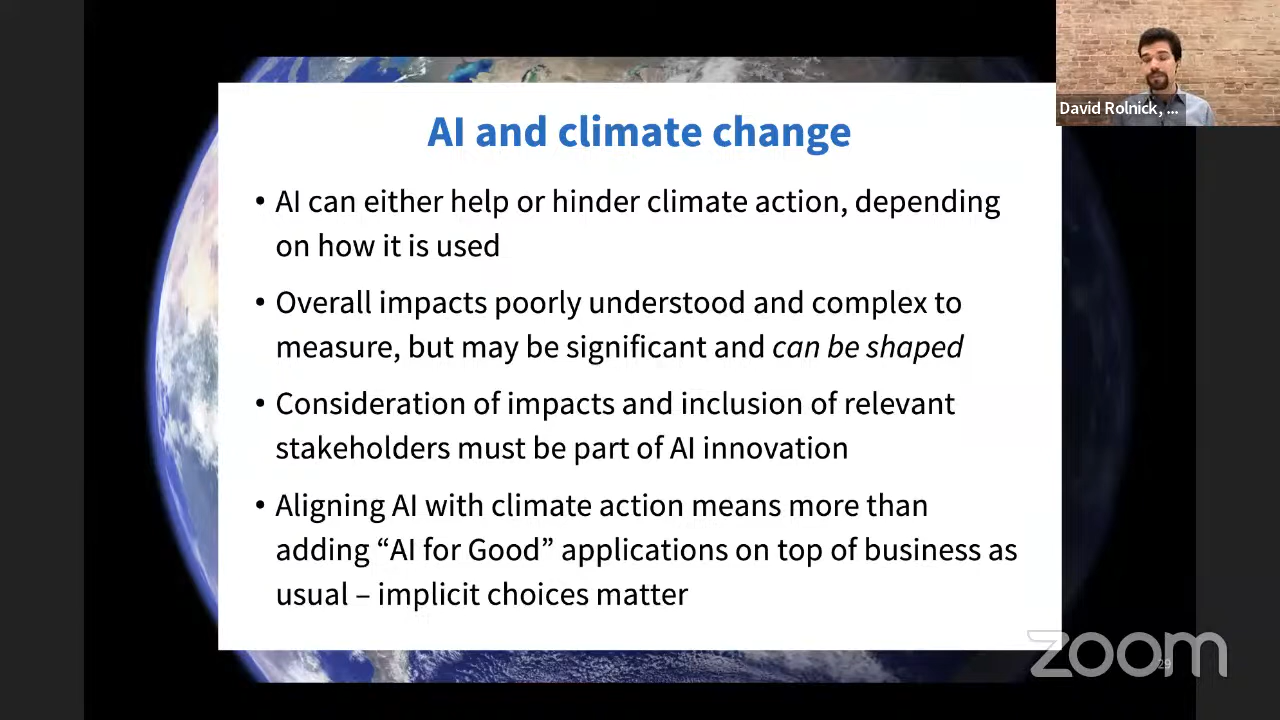 AI and climate change
• AI can either help or hinder climate action, depending
on how it is used
• Overall impacts poorly understood and complex to
measure, but may be significant and can be shaped
• Consideration of impacts and inclusion of relevant
stakeholders must be part of AI innovation
• Aligning AI with climate action means more than
adding “AI for Good” applications on top of business as
usual – implicit choices matter
David Rolnick, ...
zoom
29